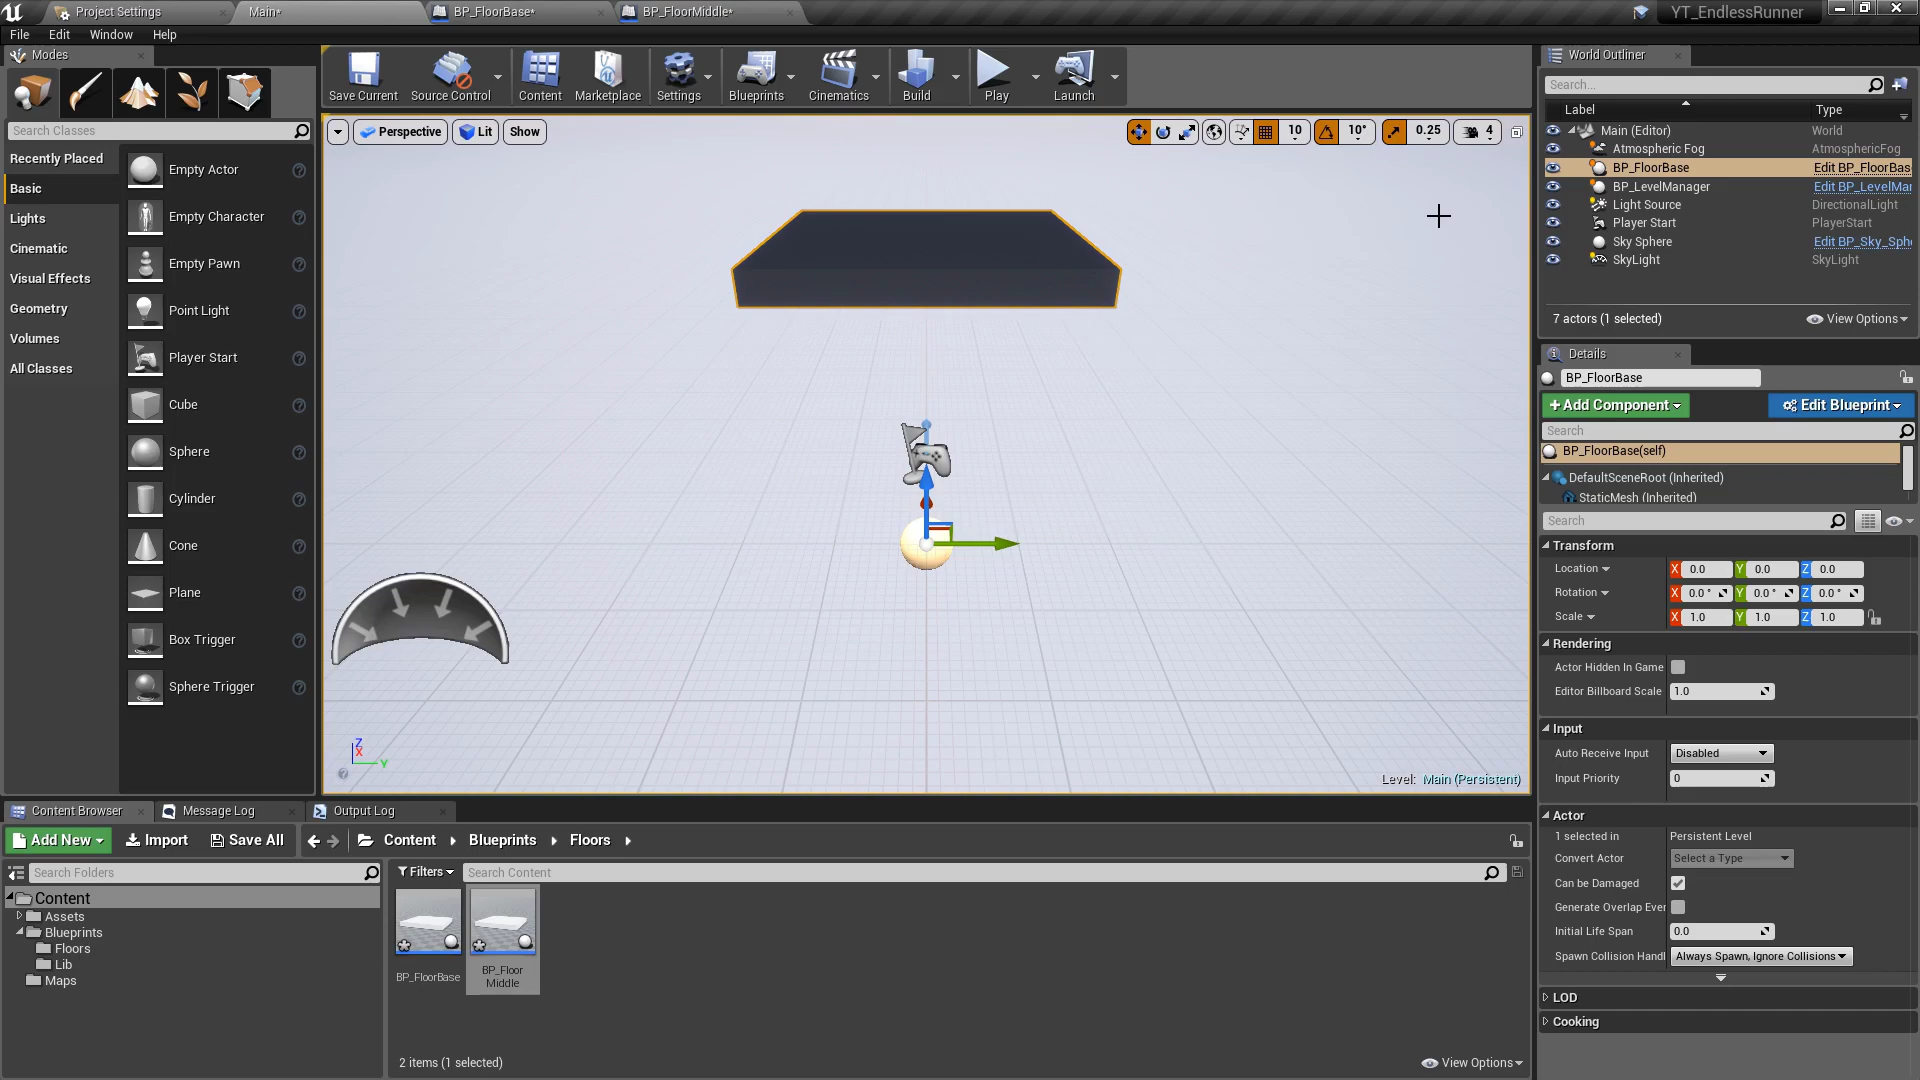 Project Settings
Main*
BP_FloorBase*
BP_FloorMiddle*
YT_EndlessRunner
File
Edit
Window
Help
Modes
Search Classes
Recently Placed
Basic
Lights
Cinematic
Visual Effects
Geometry
Volumes
All Classes
Empty Actor
Empty Character
Empty Pawn
Point Light
Player Start
Cube
Sphere
Cylinder
Cone
Plane
Box Trigger
Sphere Trigger
Save Current
Source Control
Content
Marketplace
Settings
Blueprints
Cinematics
Build
Play
Launch
Perspective
Lit
Show
10
10°
0.25
4
Z
X
Y
Level: Main (Persistent)
World Outliner
Search...
Label
Type
Main (Editor)
World
Atmospheric Fog
AtmosphericFog
BP_FloorBase
Edit BP_FloorBas
BP_LevelManager
Edit BP_LevelMar
Light Source
DirectionalLight
Player Start
PlayerStart
Sky Sphere
Edit BP_Sky_Sph
SkyLight
SkyLight
7 actors (1 selected)
View Options
Details
BP_FloorBase
+Add Component
Edit Blueprint
Search
BP_FloorBase(self)
DefaultSceneRoot (Inherited)
StaticMesh (Inherited)
Search
Transform
Location
X 0.0
Y 0.0
Z 0.0
Rotation
X 0.0 °
Y 0.0 °
Z 0.0 °
Scale
X 1.0
Y 1.0
Z 1.0
Rendering
Actor Hidden In Game
Editor Billboard Scale
1.0
Input
Auto Receive Input
Disabled
Input Priority
0
Actor
1 selected in
Persistent Level
Convert Actor
Select a Type
Can be Damaged
Generate Overlap Ever
Initial Life Span
0.0
Spawn Collision Handl
Always Spawn, Ignore Collisions
LOD
Cooking
Content Browser
Message Log
Output Log
Add New
Import
Save All
Content
Blueprints
Floors
Search Folders
Filters
Search Content
Content
Assets
Blueprints
Floors
Lib
Maps
BP_FloorBase
BP_Floor
Middle
2 items (1 selected)
View Options